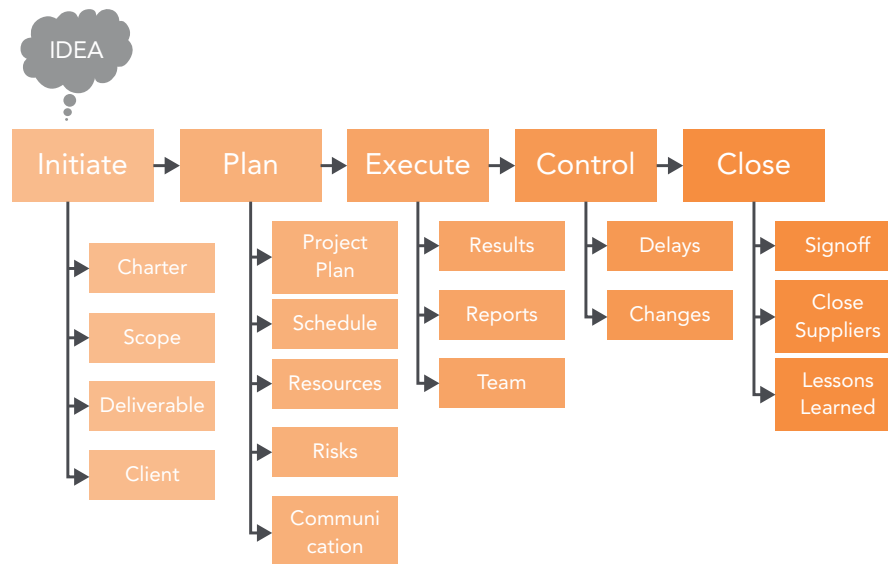 IDEA
Initiate
Plan
Execute
Control
Close
Charter
Scope
Deliverable
Client
Project
Plan
Schedule
Resources
Risks
Communi
cation
Results
Reports
Team
Delays
Changes
Signoff
Close
Suppliers
Lessons
Learned